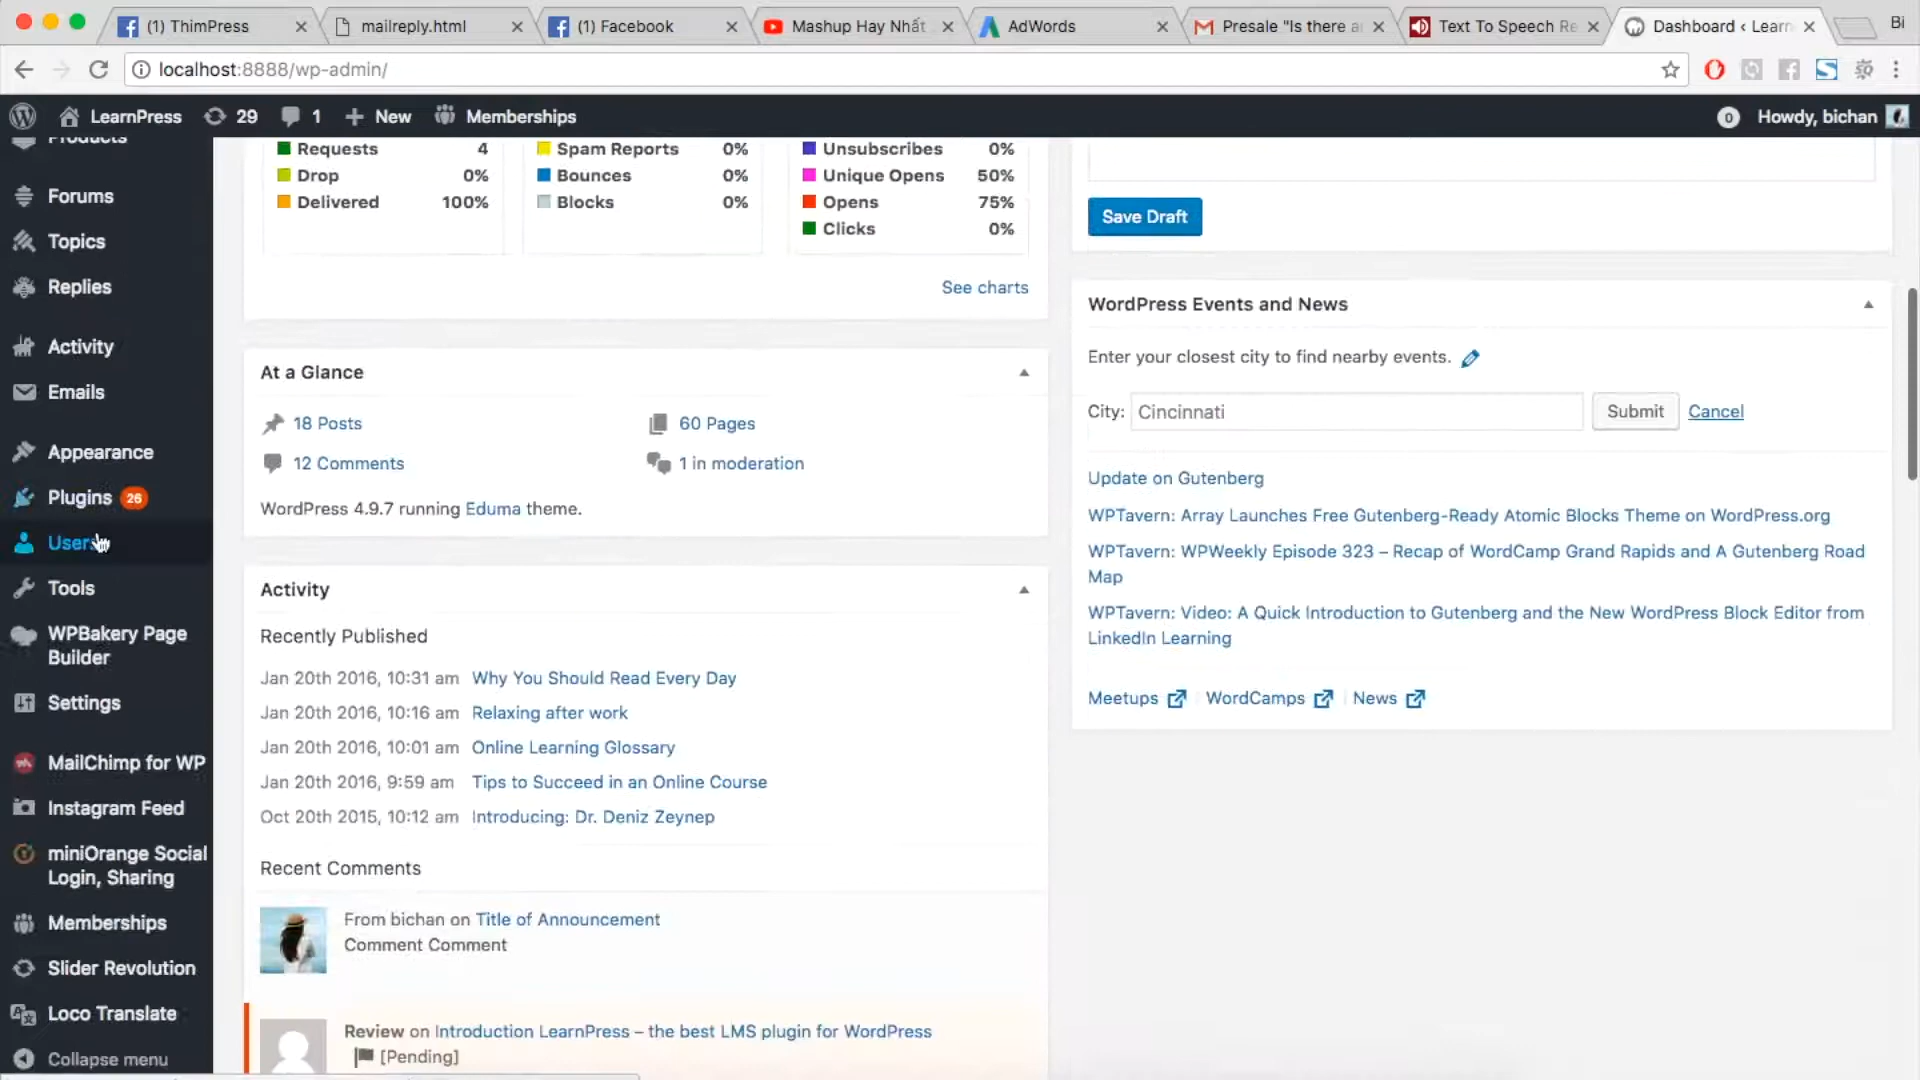 (1) ThimPress
mailreply.html
(1) Facebook
Mashup Hay Nhất
AdWords
Presale "Is there a
Text To Speech Re
Dashboard ‹ Learn
Bi
localhost:8888/wp-admin/
LearnPress
29
1
New
Memberships
0
Howdy, bichan
Products
Forums
Topics
Replies
Activity
Emails
Appearance
Plugins 26
Users
Tools
WPBakery Page
Builder
Settings
MailChimp for WP
Instagram Feed
miniOrange Social
Login, Sharing
Memberships
Slider Revolution
Loco Translate
Collapse menu
Requests 4
Drop 0%
Delivered 100%
Spam Reports 0%
Bounces 0%
Blocks 0%
Unsubscribes 0%
Unique Opens 50%
Opens 75%
Clicks 0%
See charts
At a Glance
18 Posts
60 Pages
12 Comments
1 in moderation
WordPress 4.9.7 running Eduma theme.
Activity
Recently Published
Jan 20th 2016, 10:31 am Why You Should Read Every Day
Jan 20th 2016, 10:16 am Relaxing after work
Jan 20th 2016, 10:01 am Online Learning Glossary
Jan 20th 2016, 9:59 am Tips to Succeed in an Online Course
Oct 20th 2015, 10:12 am Introducing: Dr. Deniz Zeynep
Recent Comments
From bichan on Title of Announcement
Comment Comment
Review on Introduction LearnPress – the best LMS plugin for WordPress
[Pending]
Save Draft
WordPress Events and News
Enter your closest city to find nearby events.
City: Cincinnati Submit Cancel
Update on Gutenberg
WPTavern: Array Launches Free Gutenberg-Ready Atomic Blocks Theme on WordPress.org
WPTavern: WPWeekly Episode 323 – Recap of WordCamp Grand Rapids and A Gutenberg Road
Map
WPTavern: Video: A Quick Introduction to Gutenberg and the New WordPress Block Editor from
LinkedIn Learning
Meetups WordCamps News